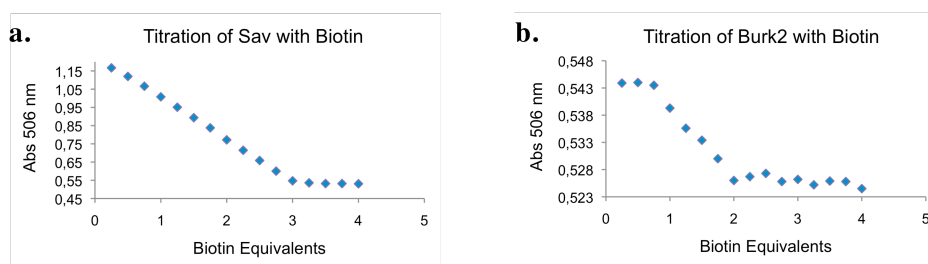 a.
Titration of Sav with Biotin
Abs 506 nm
1,15
1,05
0,95
0,85
0,75
0,65
0,55
0,45
0 1 2 3 4 5
Biotin Equivalents
b.
Titration of Burk2 with Biotin
Abs 506 nm
0,548
0,543
0,538
0,533
0,528
0,523
0 1 2 3 4 5
Biotin Equivalents